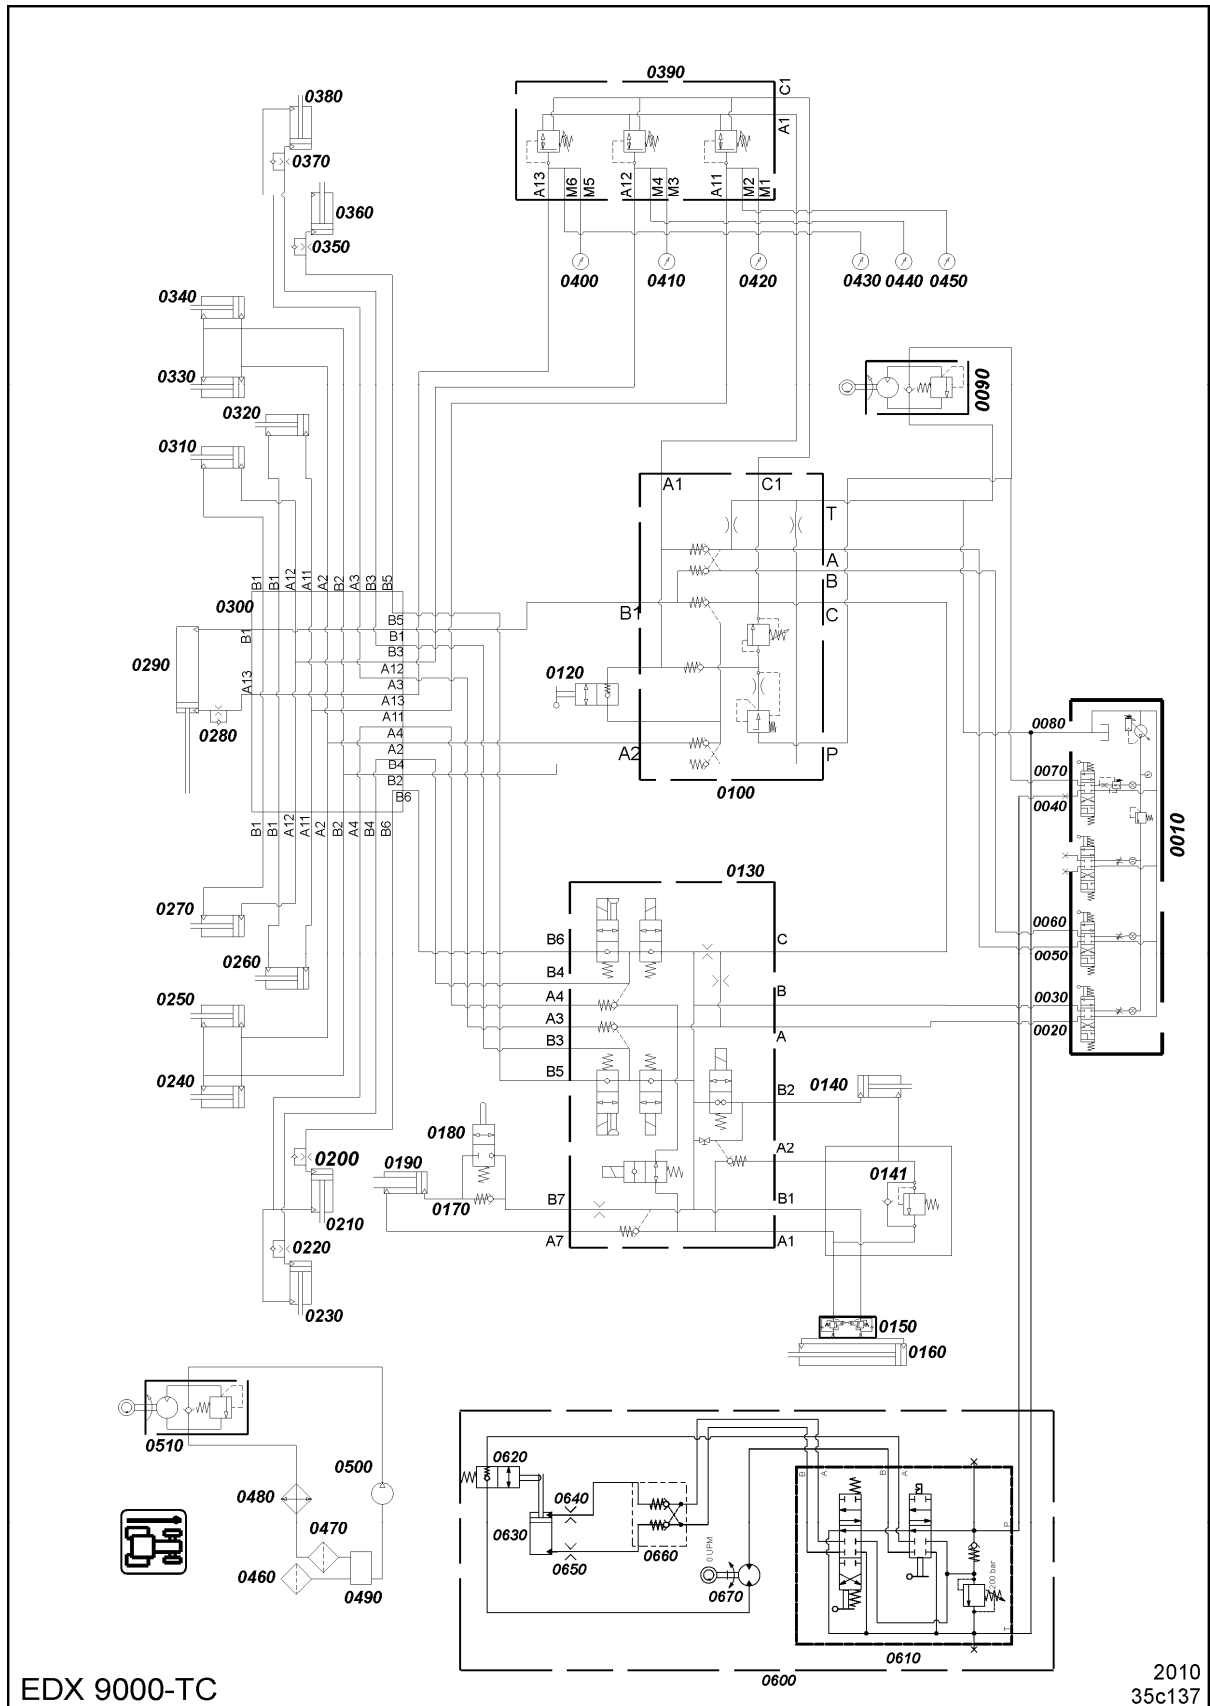 0390
C1
A1
A13
M6
M5
A12
M4
M3
A11
M2
M1
0380
0370
0360
0350
0400
0410
0420
0430
0440
0450
0340
0330
0320
0310
0090
A1
C1
T
A
B
C
B1
A2
P
0100
0120
B1
B1
A12
A11
A2
B2
A3
B3
B5
0300
B1
A13
B5
B1
B3
A12
A3
A13
A11
A4
A2
B4
B2
B6
B1
B1
A12
A11
A2
B2
A4
B4
B6
0290
0280
0080
0070
0040
0010
0060
0050
0030
0020
0130
B6
B4
A4
A3
B3
B5
B7
A7
C
B
A
B2
A2
B1
A1
0270
0260
0250
0240
0140
0141
0180
0190
0170
0200
0210
0220
0230
0150
0160
0510
0500
0480
0470
0460
0490
0620
0640
0630
0650
0660
0 UPM
0670
B
A
B
A
P
200 bar
T
0610
0600
EDX 9000-TC
2010
35c137